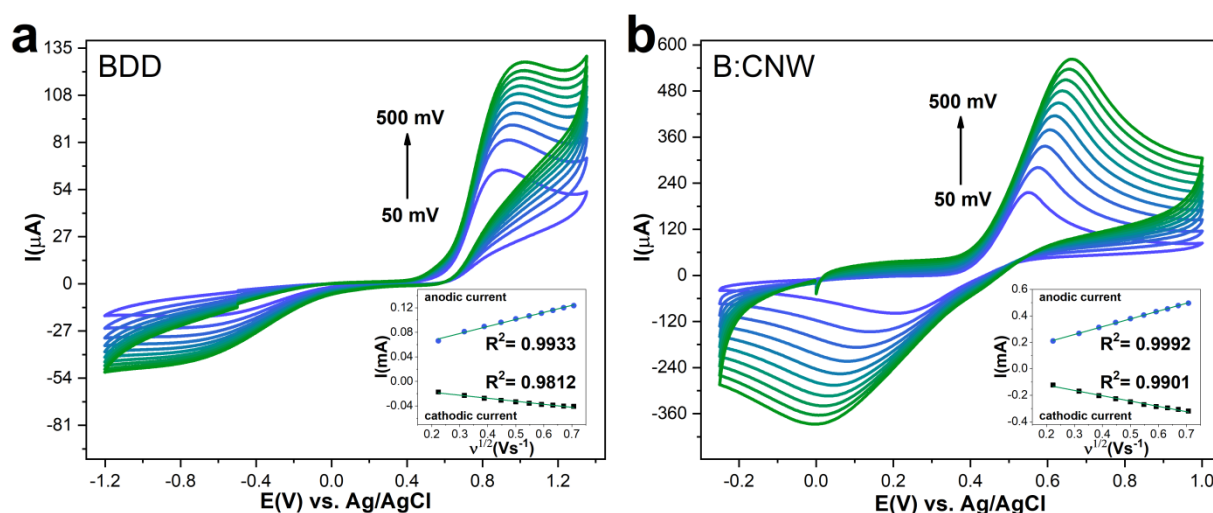 a
BDD
135
108
81
54
27
0
-27
-54
-81
I(μA)
500 mV
50 mV
-1.2
-0.8
-0.4
0.0
0.4
0.8
1.2
E(V) vs. Ag/AgCl
anodic current
R²= 0.9933
R²= 0.9812
cathodic current
I(mA)
0.12
0.08
0.04
0.00
-0.04
0.2
0.3
0.4
0.5
0.6
0.7
ν1/2(Vs-1)
b
B:CNW
600
480
360
240
120
0
-120
-240
-360
I(μA)
500 mV
50 mV
-0.2
0.0
0.2
0.4
0.6
0.8
1.0
E(V) vs. Ag/AgCl
anodic current
R²= 0.9992
R²= 0.9901
cathodic current
I(mA)
0.6
0.4
0.2
0.0
-0.2
-0.4
0.2
0.3
0.4
0.5
0.6
0.7
ν1/2(Vs-1)